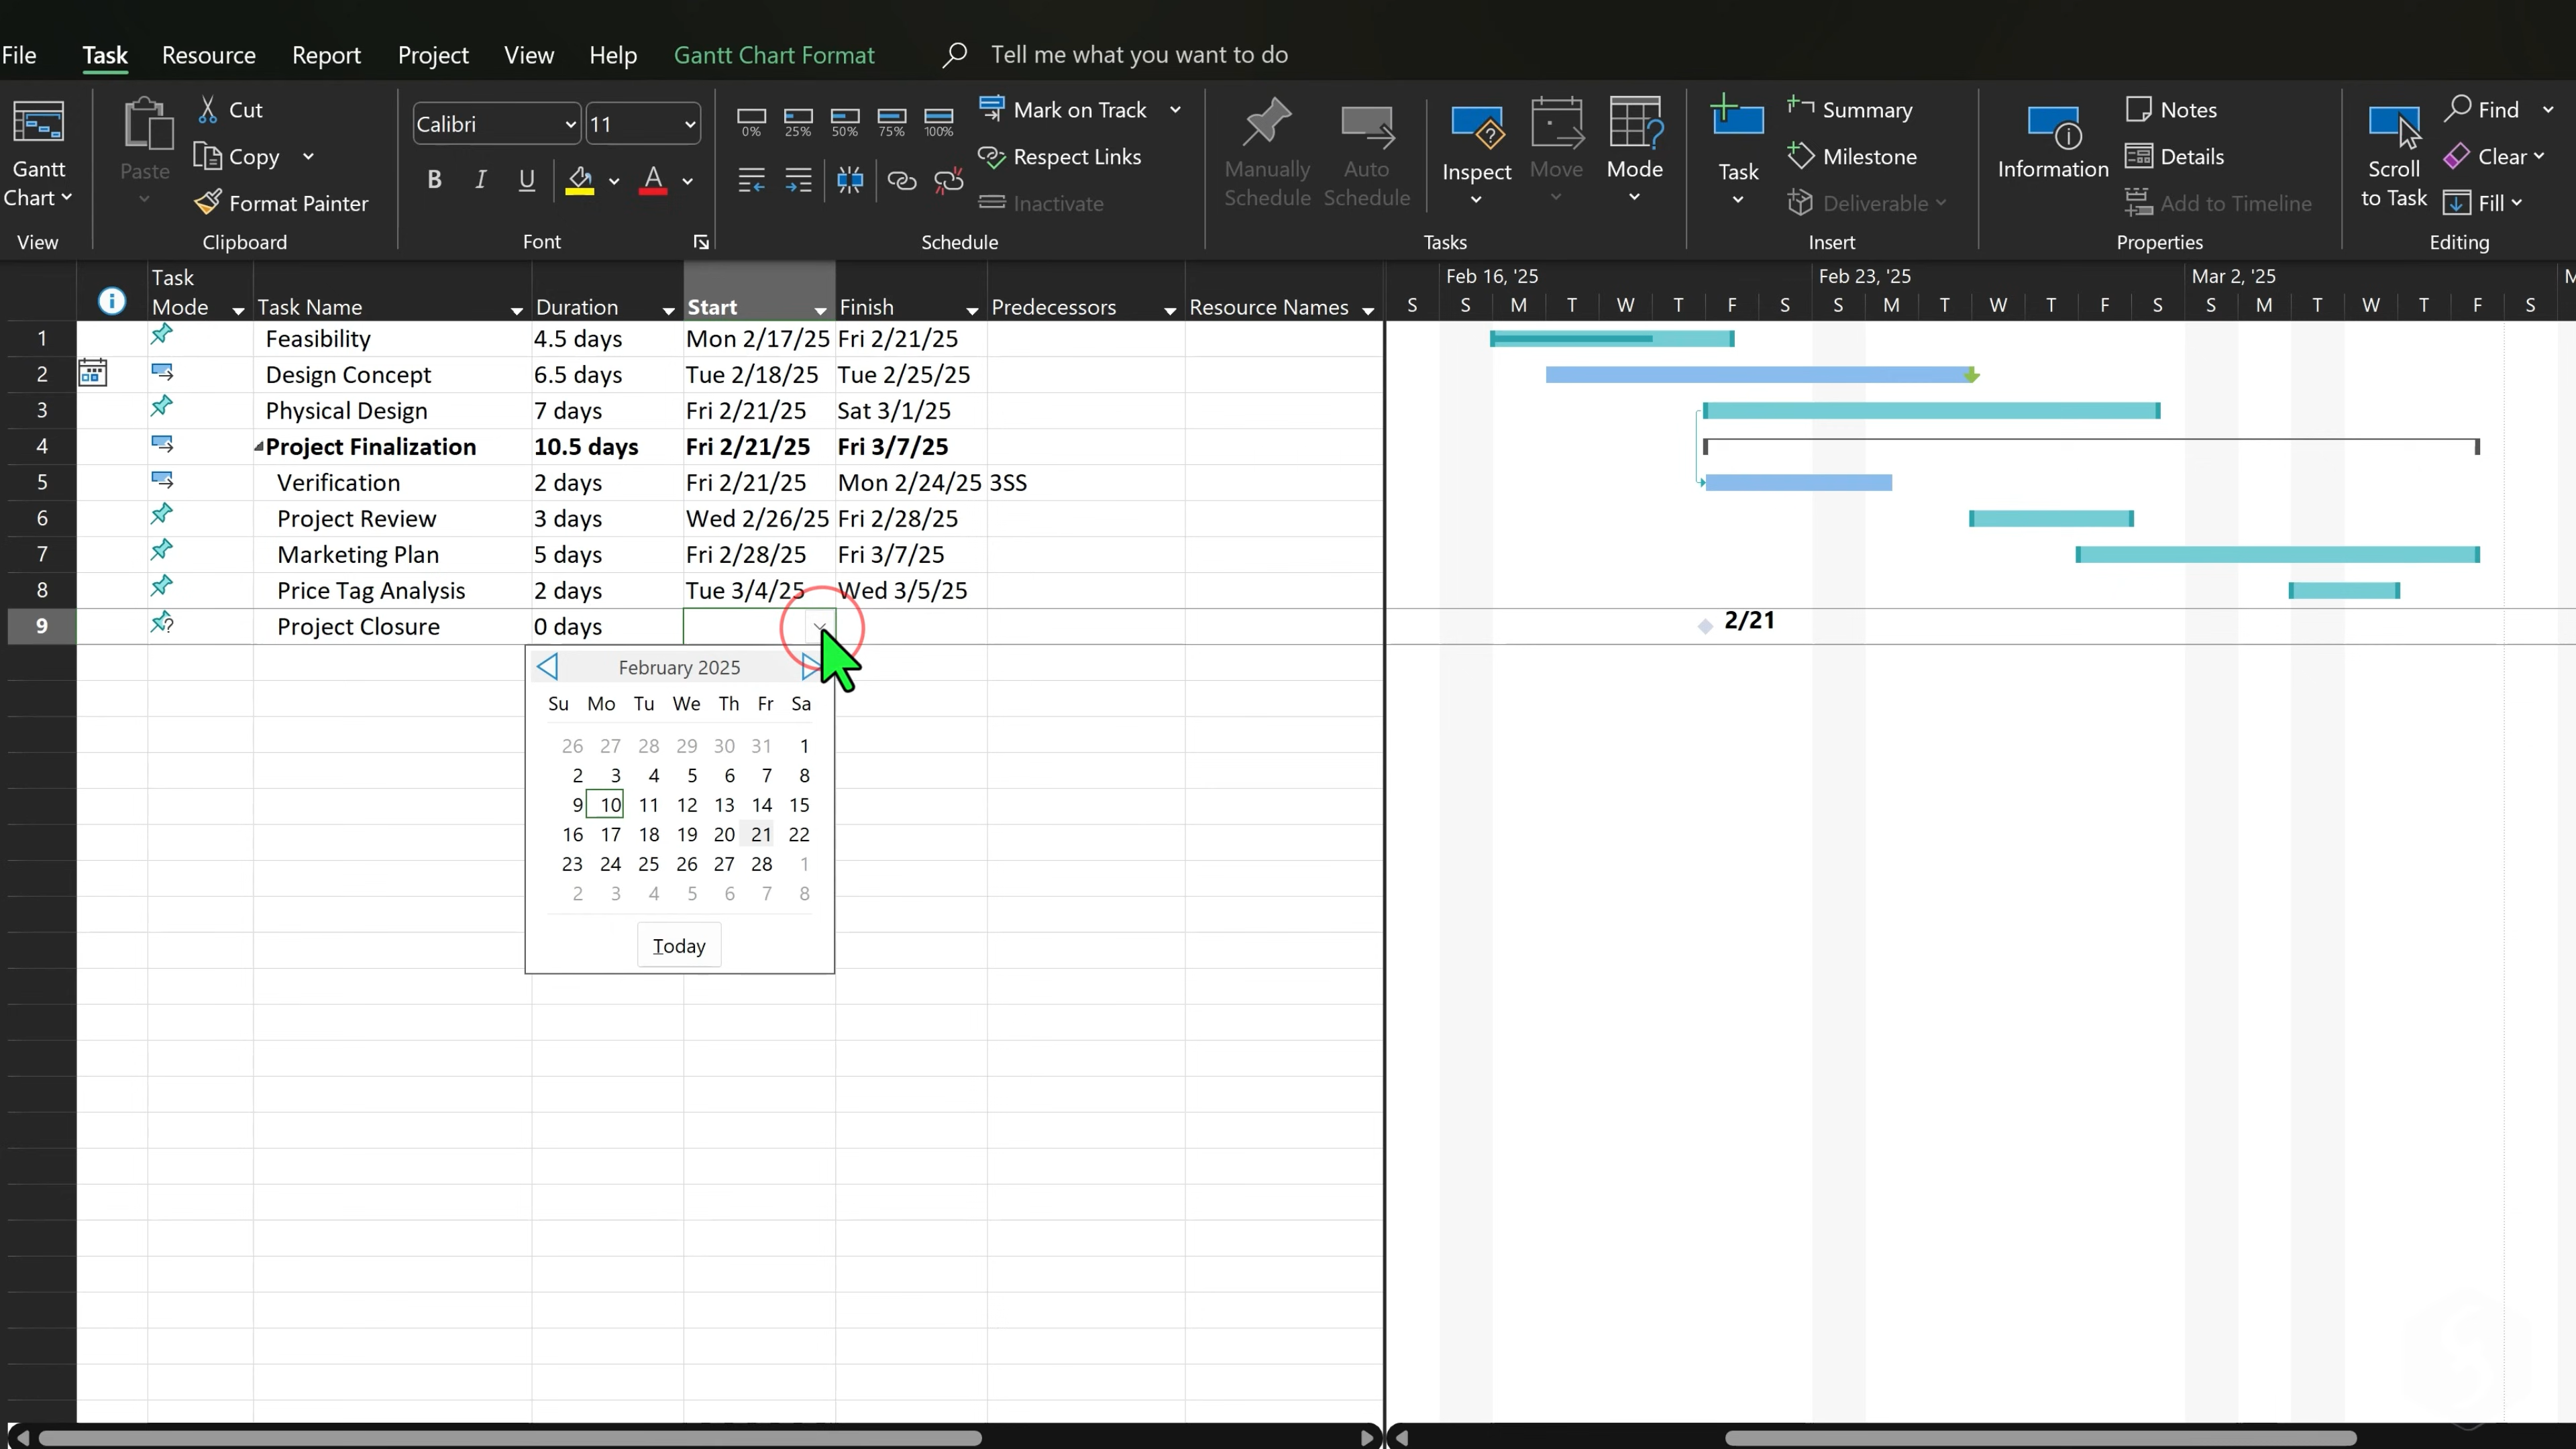 File Task Resource Report Project View Help Gantt Chart Format Tell me what you want to do
Gantt Chart
View
Paste
Cut
Copy
Format Painter
Clipboard
Calibri 11
B I U A
Font
0% 25% 50% 75% 100%
Mark on Track
Respect Links
Inactivate
Schedule
Manually Schedule
Auto Schedule
Inspect
Move
Mode
Tasks
Task
Summary
Milestone
Deliverable
Insert
Information
Notes
Details
Add to Timeline
Properties
Scroll to Task
Find
Clear
Fill
Editing
Task Mode Task Name Duration Start Finish Predecessors Resource Names
1 Feasibility 4.5 days Mon 2/17/25 Fri 2/21/25
2 Design Concept 6.5 days Tue 2/18/25 Tue 2/25/25
3 Physical Design 7 days Fri 2/21/25 Sat 3/1/25
4 Project Finalization 10.5 days Fri 2/21/25 Fri 3/7/25
5 Verification 2 days Fri 2/21/25 Mon 2/24/25 3SS
6 Project Review 3 days Wed 2/26/25 Fri 2/28/25
7 Marketing Plan 5 days Fri 2/28/25 Fri 3/7/25
8 Price Tag Analysis 2 days Tue 3/4/25 Wed 3/5/25
9 Project Closure 0 days
February 2025
Su Mo Tu We Th Fr Sa
26 27 28 29 30 31 1
2 3 4 5 6 7 8
9 10 11 12 13 14 15
16 17 18 19 20 21 22
23 24 25 26 27 28 1
2 3 4 5 6 7 8
Today
Feb 16, '25 Feb 23, '25 Mar 2, '25 M
S S M T W T F S S M T W T F S S M T W T F S
2/21